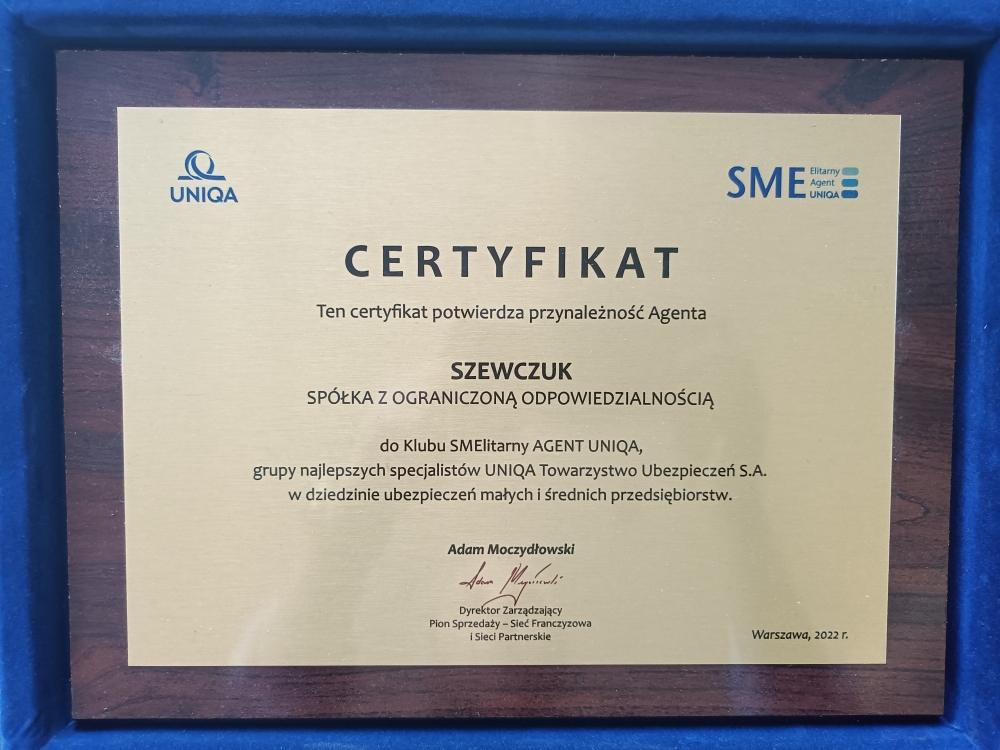 UNIQA
SME Elitarny
Agent
UNIQA
CERTYFIKAT
Ten certyfikat potwierdza przynależność Agenta
SZEWCZUK
SPÓŁKA Z OGRANICZONĄ ODPOWIEDZIALNOŚCIĄ
do Klubu SMElitarny AGENT UNIQA,
grupy najlepszych specjalistów UNIQA Towarzystwo Ubezpieczeń S.A.
w dziedzinie ubezpieczeń małych i średnich przedsiębiorstw.
Adam Moczydłowski
Dyrektor Zarządzający
Pion Sprzedaży – Sieć Franczyzowa
i Sieci Partnerskie
Warszawa, 2022 r.